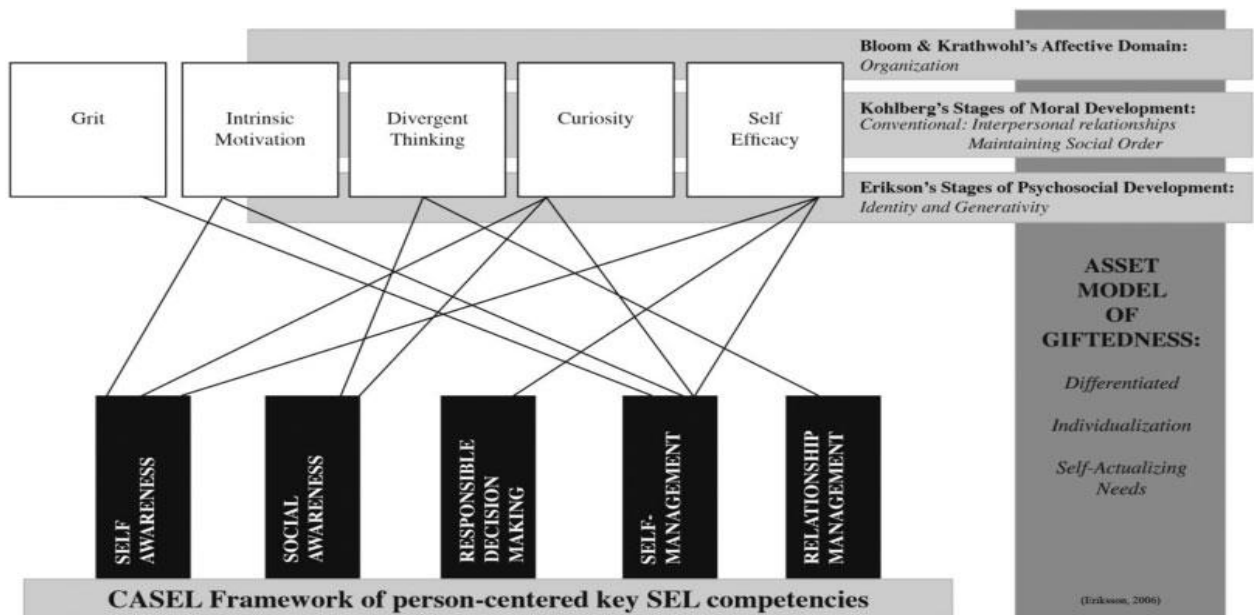 Bloom & Krathwohl's Affective Domain:
Organization
Kohlberg's Stages of Moral Development:
Conventional: Interpersonal relationships
Maintaining Social Order
Erikson's Stages of Psychosocial Development:
Identity and Generativity
Grit
Intrinsic
Motivation
Divergent
Thinking
Curiosity
Self
Efficacy
ASSET
MODEL
OF
GIFTEDNESS:
Differentiated
Individualization
Self-Actualizing
Needs
(Eriksson, 2006)
SELF
AWARENESS
SOCIAL
AWARENESS
RESPONSIBLE
DECISION
MAKING
SELF-
MANAGEMENT
RELATIONSHIP
MANAGEMENT
CASEL Framework of person-centered key SEL competencies